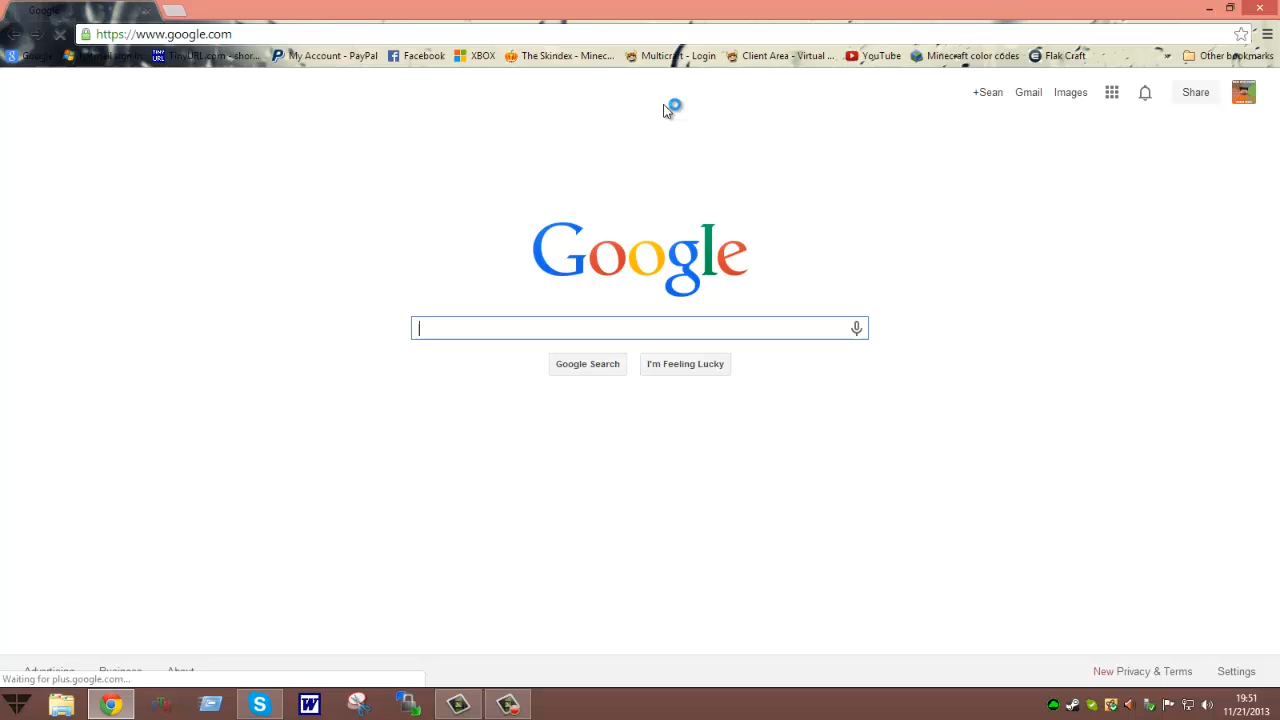 Google
https://www.google.com
Google
TinyURL.com - shor...
My Account - PayPal
Facebook
XBOX
The Skindex - Minec...
Multicraft - Login
Client Area - Virtual ...
YouTube
Minecraft color codes
Flak Craft
Other bookmarks
+Sean
Gmail
Images
Share
Google
Google Search
I'm Feeling Lucky
Advertising
Business
About
New Privacy & Terms
Settings
Waiting for plus.google.com...
19:51
11/21/2013